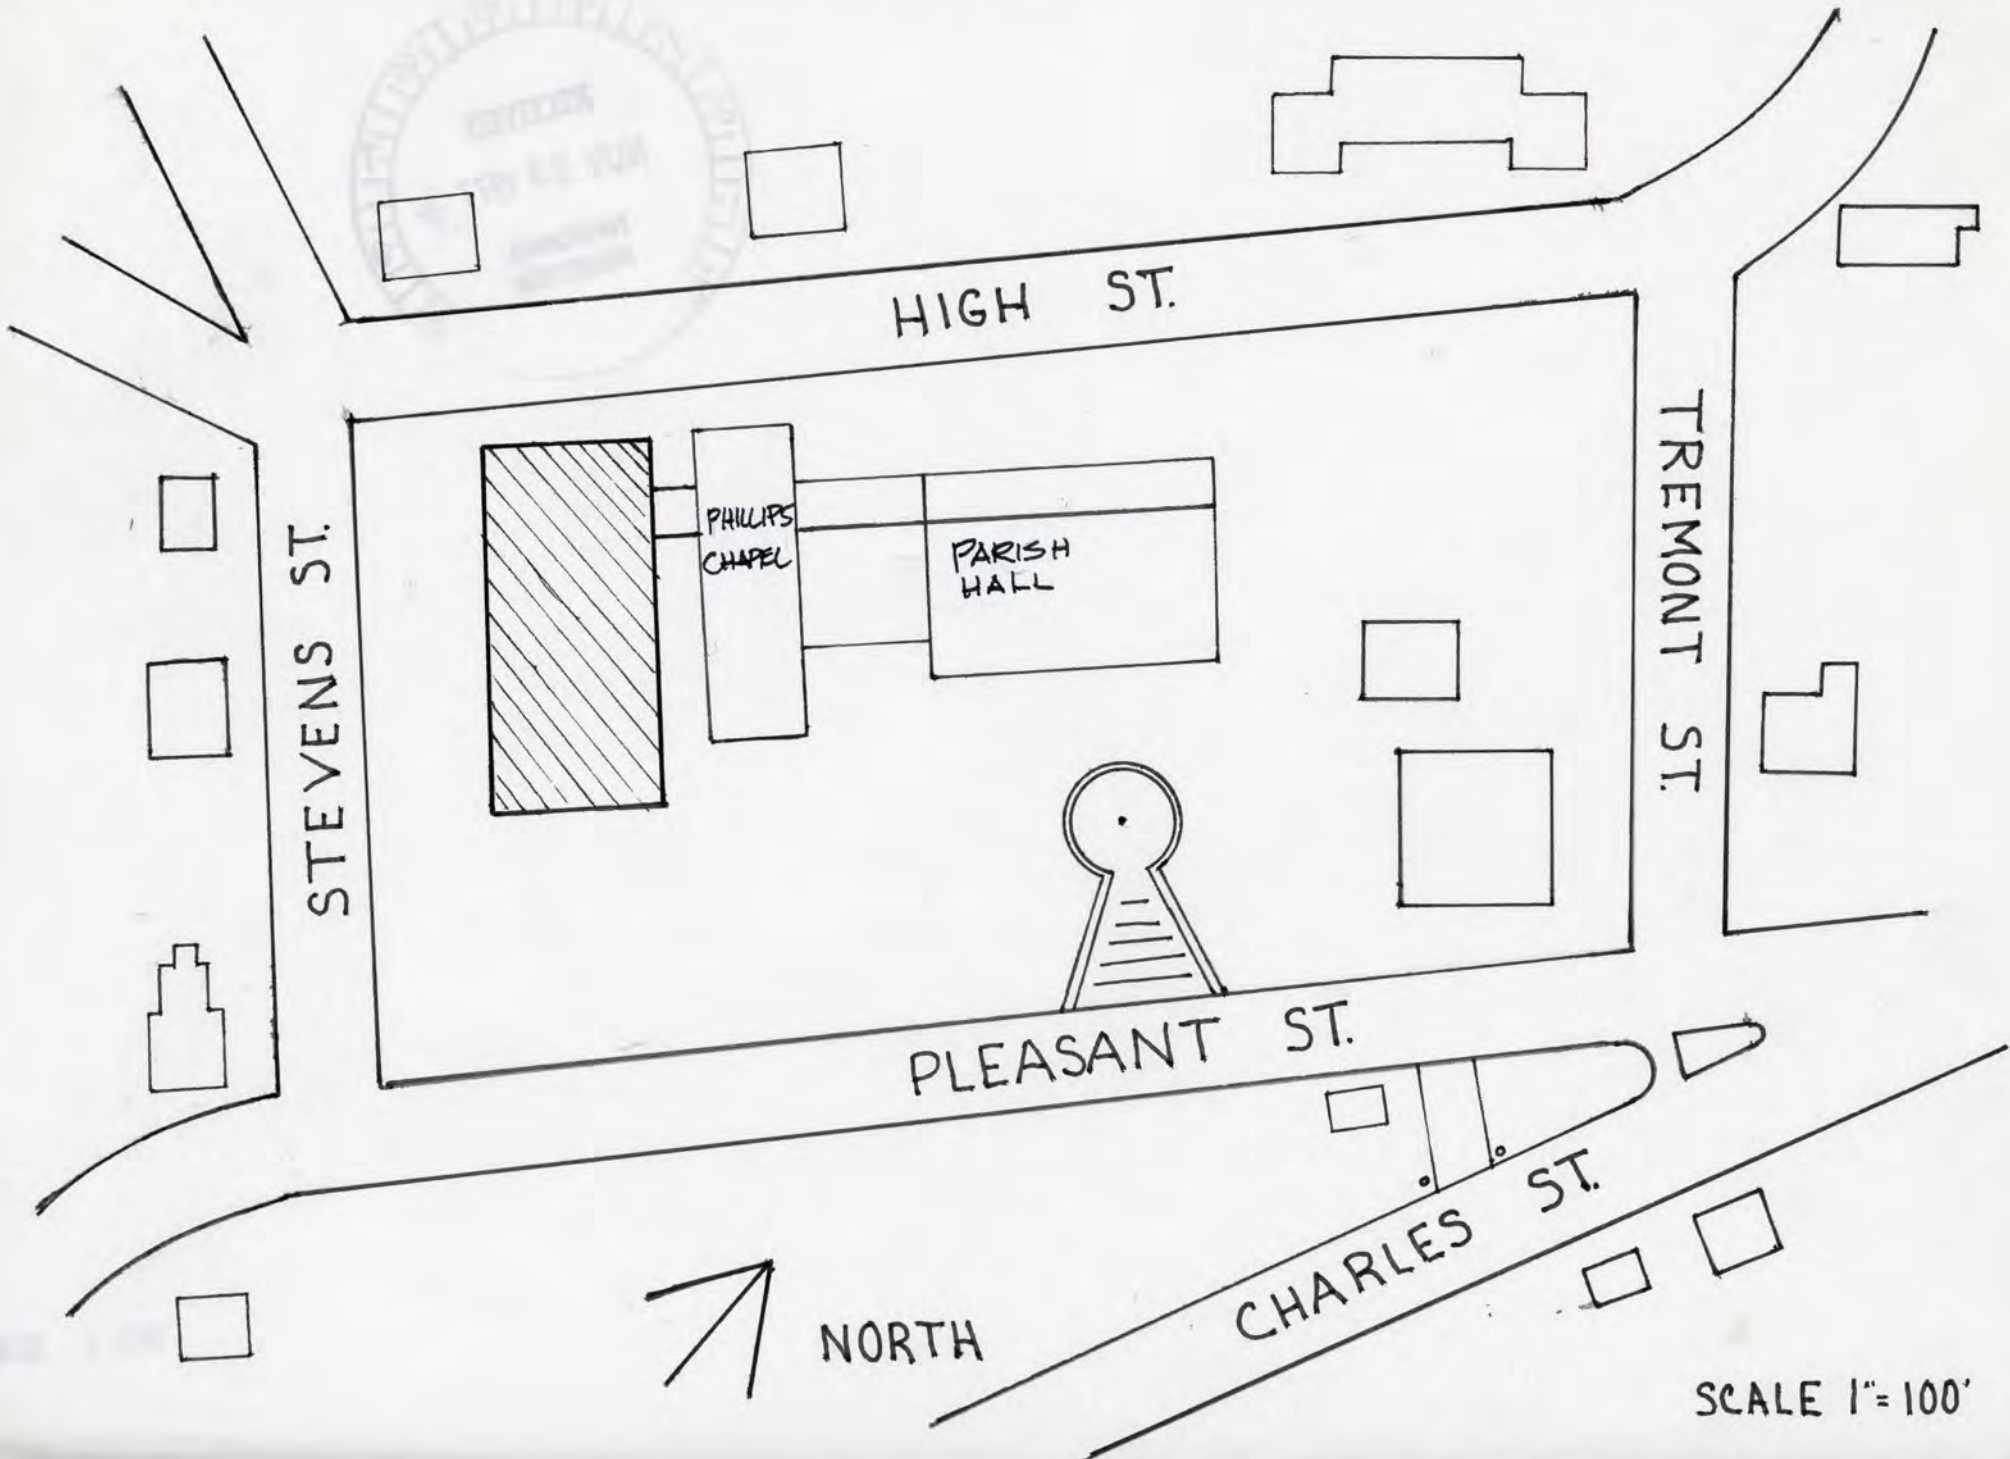 HIGH ST.
STEVENS ST.
TREMONT ST.
PHILLIPS
CHAPEL
PARISH
HALL
PLEASANT ST.
CHARLES ST.
NORTH
SCALE 1"=100'